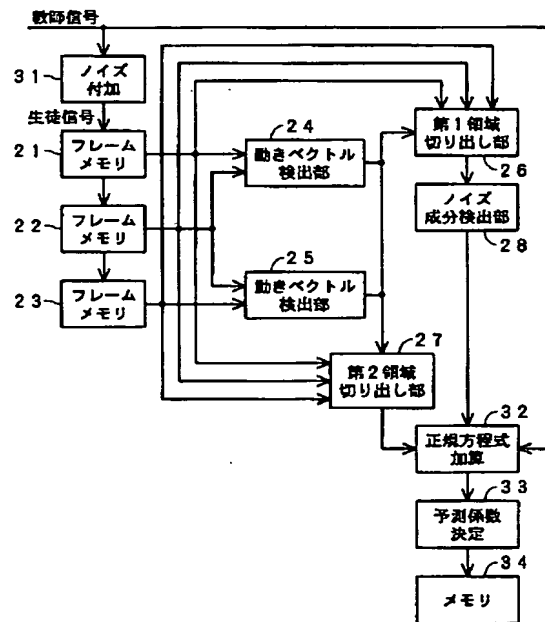 教師信号
31
ノイズ
付加
生徒信号
21
フレーム
メモリ
22
フレーム
メモリ
23
フレーム
メモリ
24
動きベクトル
検出部
25
動きベクトル
検出部
第1領域
切り出し部
26
ノイズ
成分検出部
28
27
第2領域
切り出し部
32
正規方程式
加算
33
予測係数
決定
34
メモリ